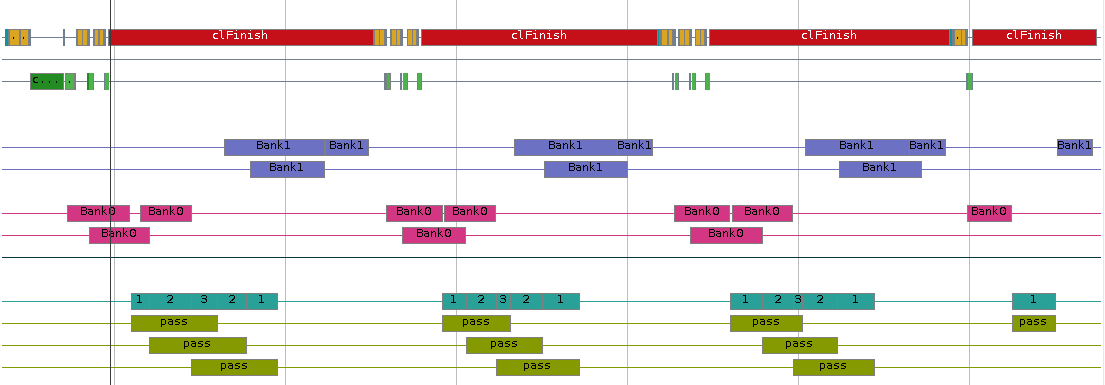 . . clFinish clFinish clFinish . clFinish
c... .
Bank1 Bank1 Bank1 Bank1 Bank1 Bank1 Bank1
Bank1 Bank1 Bank1
Bank0 Bank0 Bank0 Bank0 Bank0 Bank0 Bank0
Bank0 Bank0 Bank0
1 2 3 2 1 1 2 3 2 1 1 2 3 2 1 1
pass pass pass pass
pass pass pass
pass pass pass